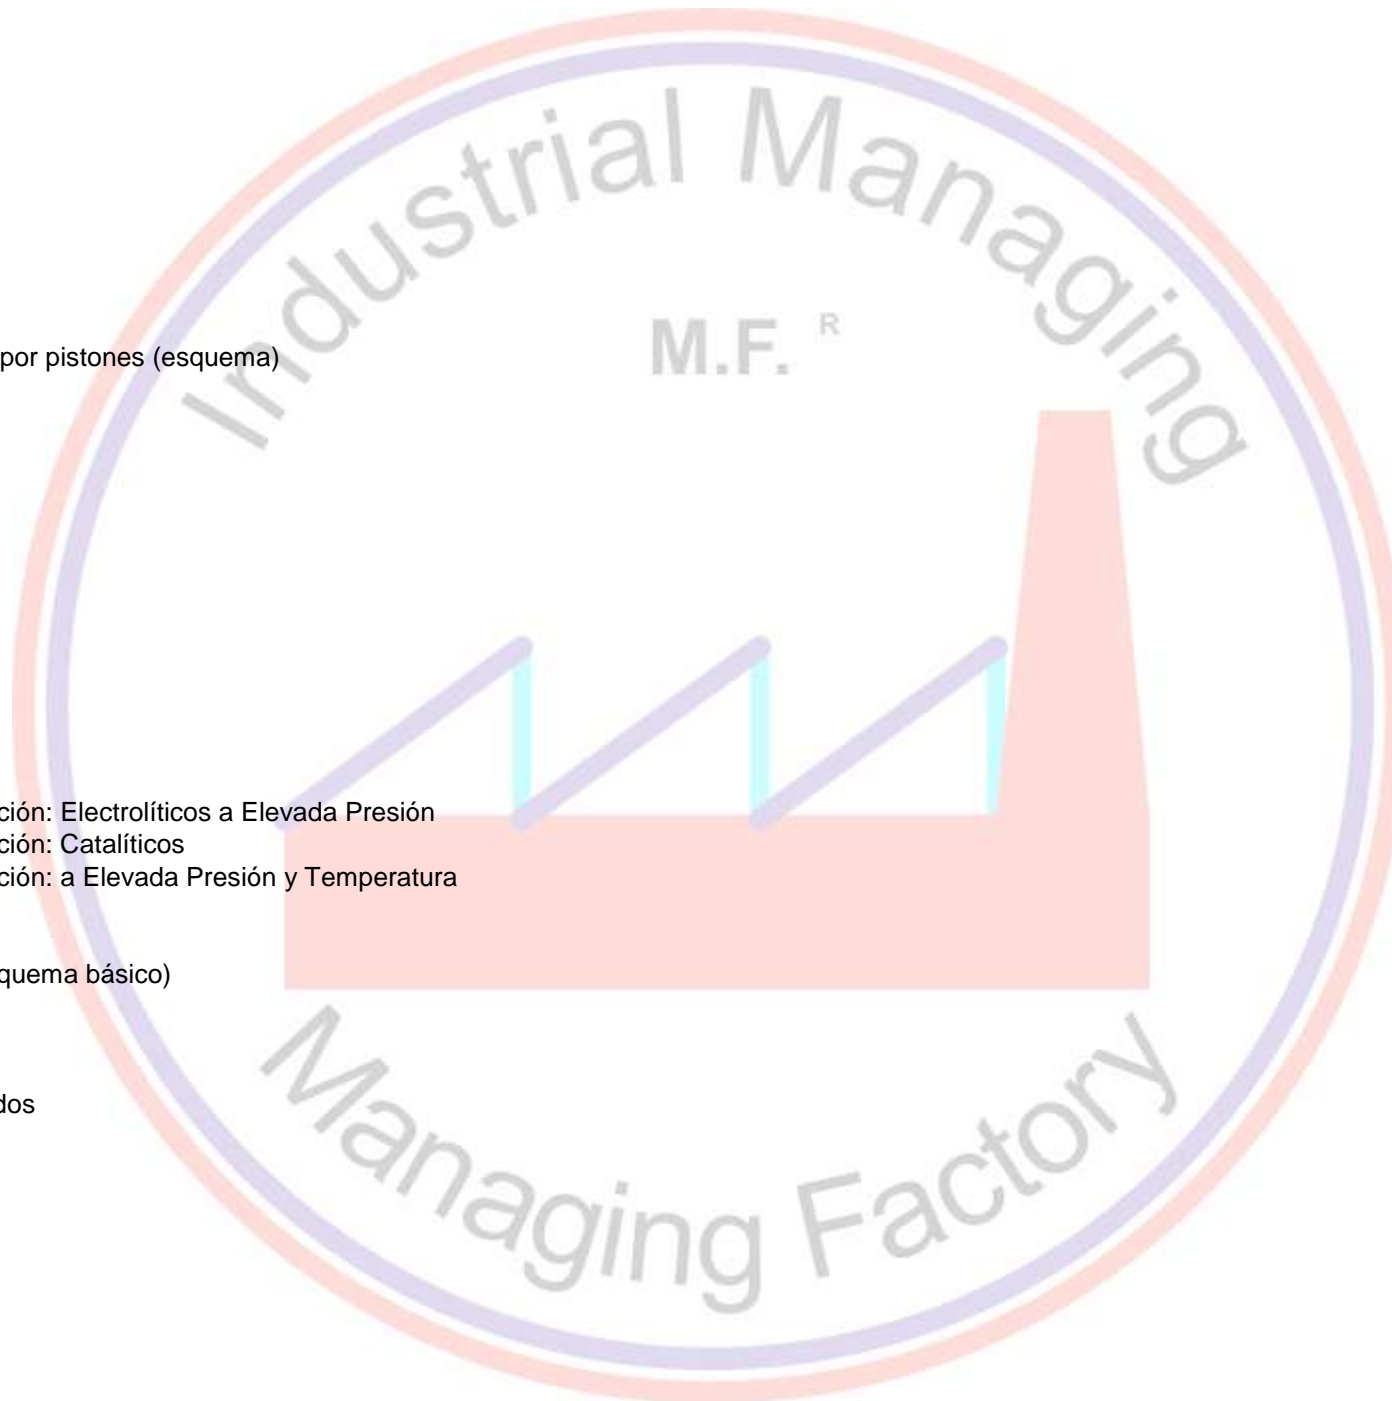 Industrial Managing
M.F. R
por pistones (esquema)
ción: Electrolíticos a Elevada Presión
ción: Catalíticos
ción: a Elevada Presión y Temperatura
quema básico)
dos
Managing Factory